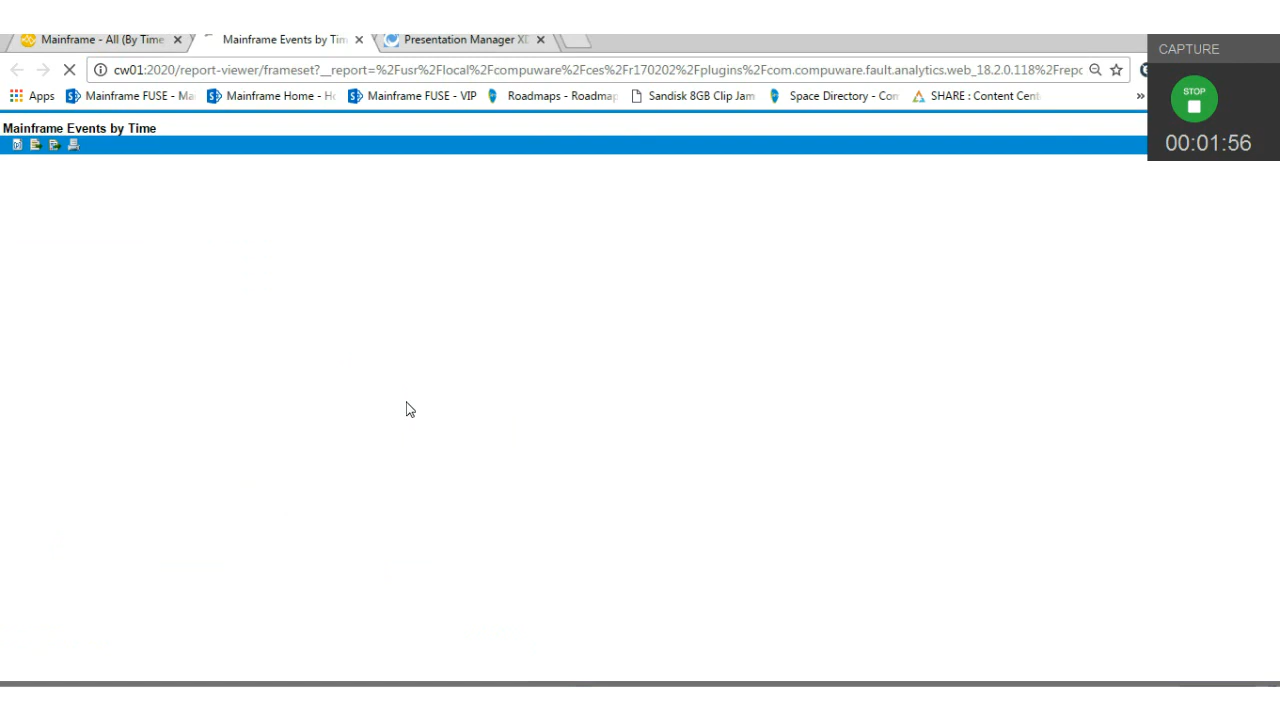 Mainframe - All (By Time
Mainframe Events by Tim
Presentation Manager XI
CAPTURE
cw01:2020/report-viewer/frameset?__report=%2Fusr%2Flocal%2Fcompuware%2Fces%2Fr170202%2Fplugins%2Fcom.compuware.fault.analytics.web_18.2.0.118%2Frepo
STOP
Apps
Mainframe FUSE - Ma
Mainframe Home - Ho
Mainframe FUSE - VIP
Roadmaps - Roadmap
Sandisk 8GB Clip Jam
Space Directory - Com
SHARE : Content Cent
»
00:01:56
Mainframe Events by Time